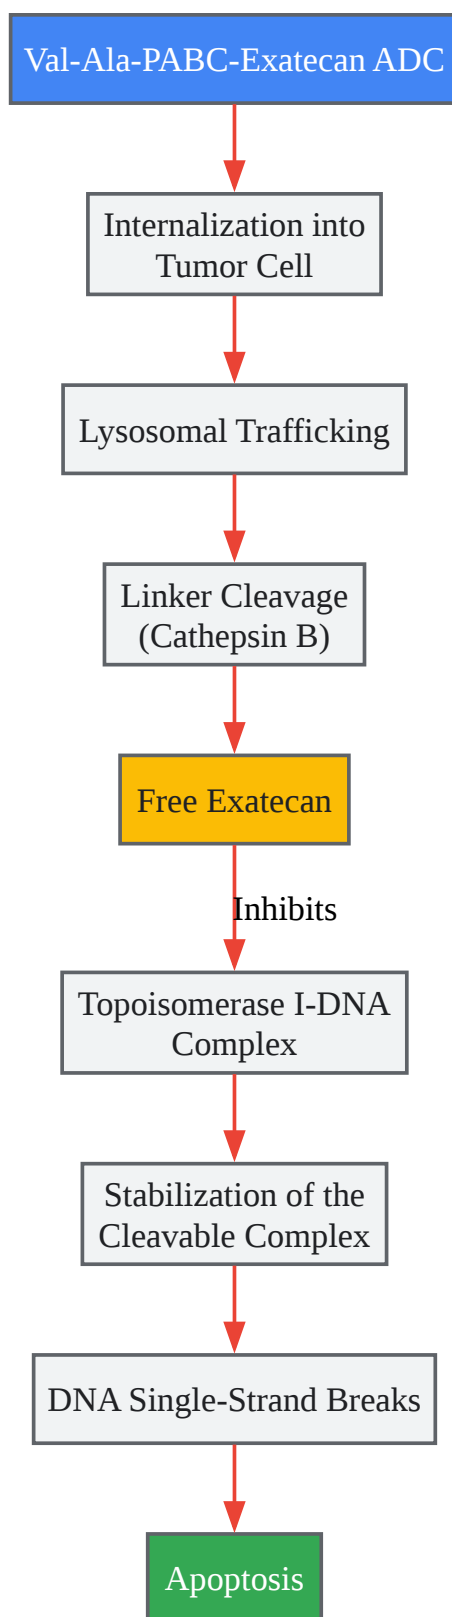 Val-Ala-PABC-Exatecan ADC
Internalization into
Tumor Cell
Lysosomal Trafficking
Linker Cleavage
(Cathepsin B)
Free Exatecan
Inhibits
Topoisomerase I-DNA
Complex
Stabilization of the
Cleavable Complex
DNA Single-Strand Breaks
Apoptosis